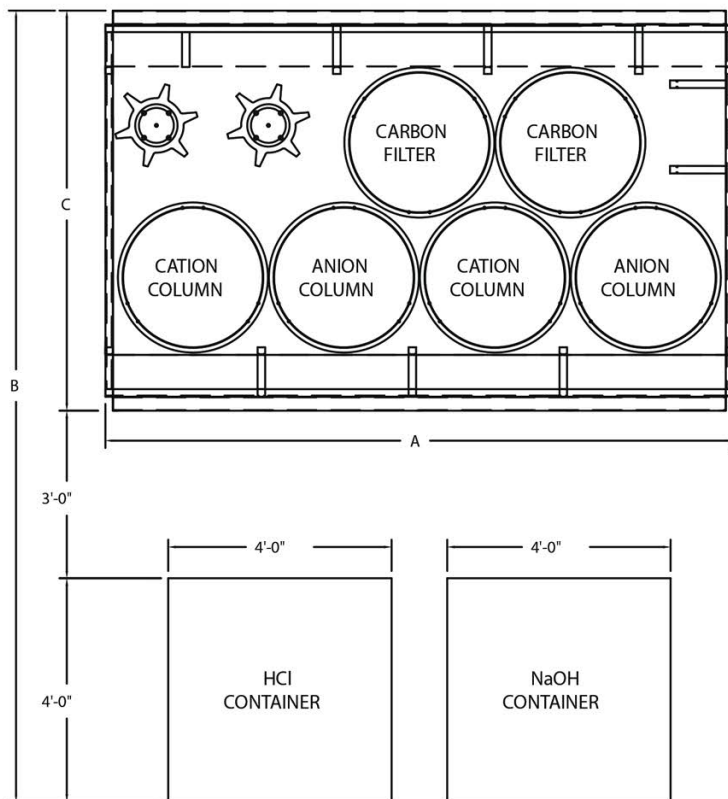 CARBON
FILTER
CARBON
FILTER
C
CATION
COLUMN
ANION
COLUMN
CATION
COLUMN
ANION
COLUMN
B
A
3'-0"
4'-0"
4'-0"
4'-0"
HCl
CONTAINER
NaOH
CONTAINER